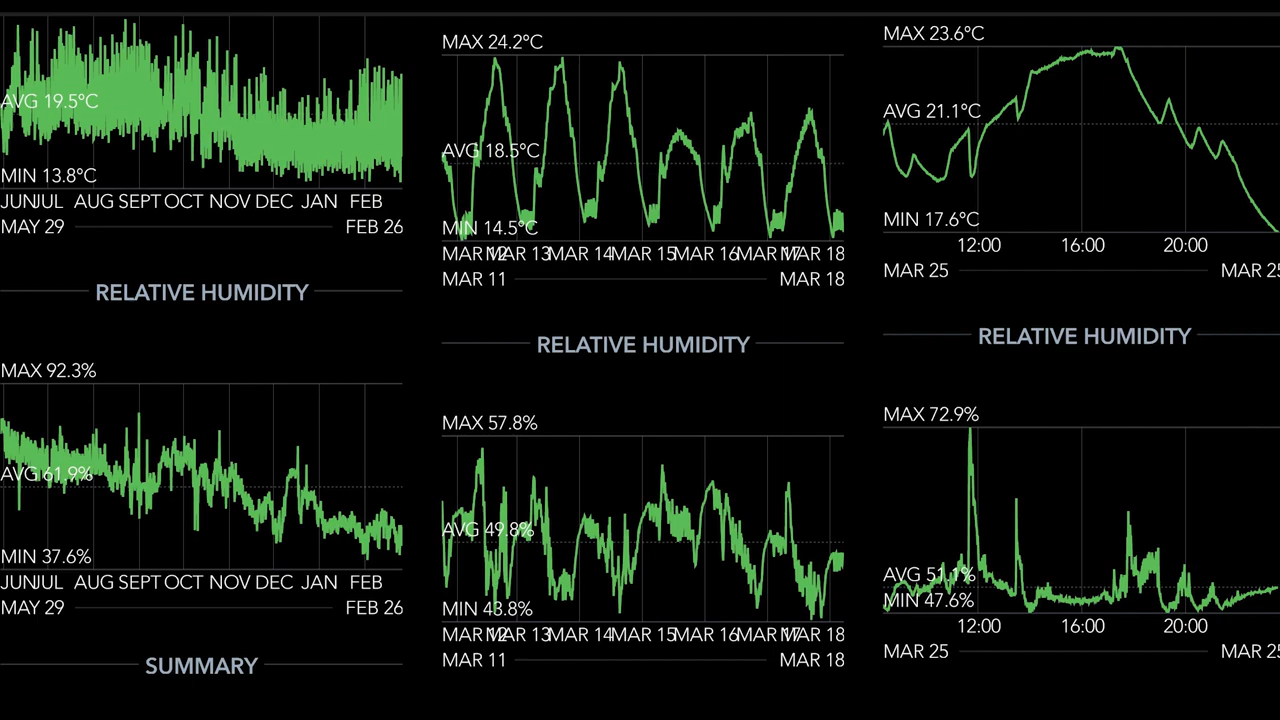 AVG 19.5°C
MIN 13.8°C
JUN JUL AUG SEPT OCT NOV DEC JAN FEB
MAY 29 FEB 26
RELATIVE HUMIDITY
MAX 92.3%
AVG 61.9%
MIN 37.6%
JUN JUL AUG SEPT OCT NOV DEC JAN FEB
MAY 29 FEB 26
SUMMARY
MAX 24.2°C
AVG 18.5°C
MIN 14.5°C
MAR 12 MAR 13 MAR 14 MAR 15 MAR 16 MAR 17 MAR 18
MAR 11 MAR 18
RELATIVE HUMIDITY
MAX 57.8%
AVG 49.8%
MIN 43.8%
MAR 12 MAR 13 MAR 14 MAR 15 MAR 16 MAR 17 MAR 18
MAR 11 MAR 18
MAX 23.6°C
AVG 21.1°C
MIN 17.6°C
12:00 16:00 20:00
MAR 25 MAR 25
RELATIVE HUMIDITY
MAX 72.9%
AVG 51.1%
MIN 47.6%
12:00 16:00 20:00
MAR 25 MAR 25